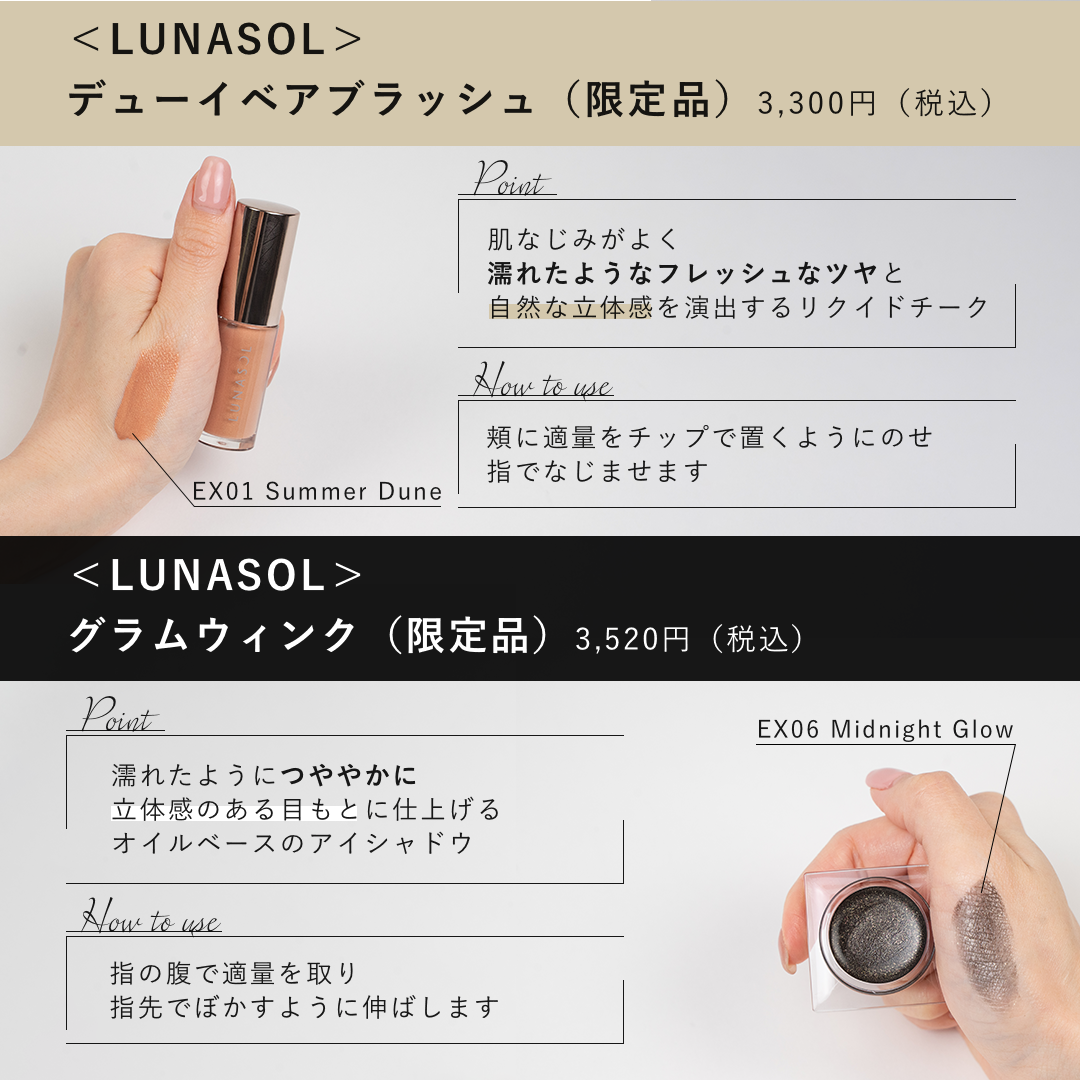 ＜LUNASOL＞
デューイベアブラッシュ（限定品）3,300円（税込）
Point
肌なじみがよく
濡れたようなフレッシュなツヤと
自然な立体感を演出するリクイドチーク
How to use
頬に適量をチップで置くようにのせ
指でなじませます
LUNASOL
EX01 Summer Dune
＜LUNASOL＞
グラムウィンク（限定品）3,520円（税込）
Point
濡れたようにつややかに
立体感のある目もとに仕上げる
オイルベースのアイシャドウ
How to use
指の腹で適量を取り
指先でぼかすように伸ばします
EX06 Midnight Glow